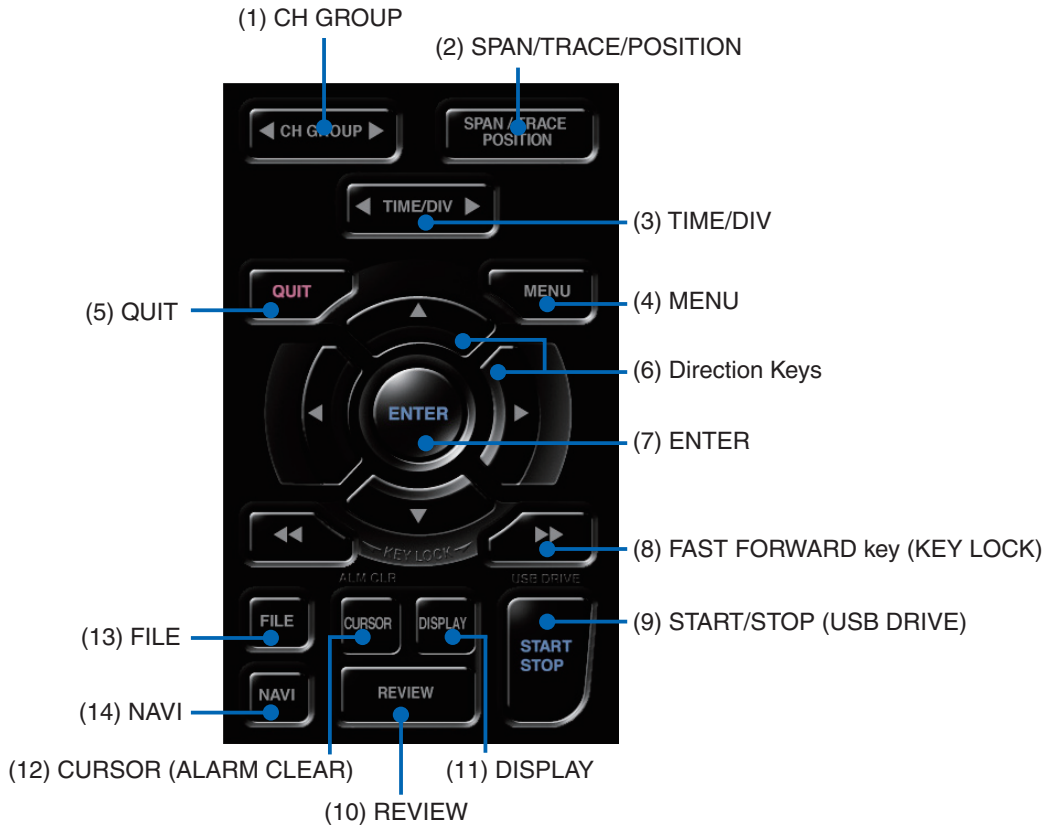 (1) CH GROUP
(2) SPAN/TRACE/POSITION
◀ CH GROUP ▶
SPAN / TRACE
POSITION
◀ TIME/DIV ▶
(3) TIME/DIV
QUIT
MENU
(5) QUIT
(4) MENU
(6) Direction Keys
ENTER
(7) ENTER
KEY LOCK
(8) FAST FORWARD key (KEY LOCK)
ALM CLR
USB DRIVE
FILE
CURSOR
DISPLAY
START
STOP
(9) START/STOP (USB DRIVE)
(13) FILE
NAVI
REVIEW
(14) NAVI
(12) CURSOR (ALARM CLEAR)
(11) DISPLAY
(10) REVIEW